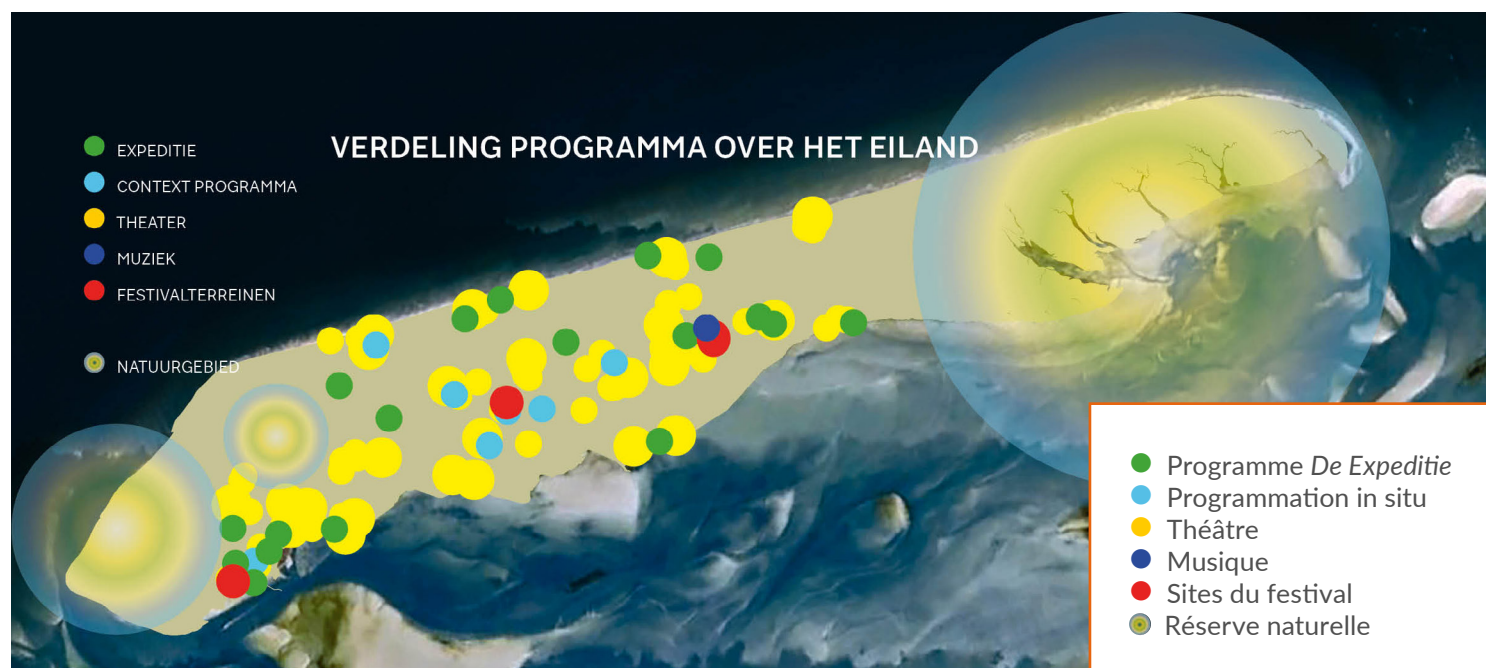 VERDELING PROGRAMMA OVER HET EILAND
EXPEDITIE
CONTEXT PROGRAMMA
THEATER
MUZIEK
FESTIVALTERREINEN
NATUURGEBIED
Programme De Expeditie
Programmation in situ
Théâtre
Musique
Sites du festival
Réserve naturelle